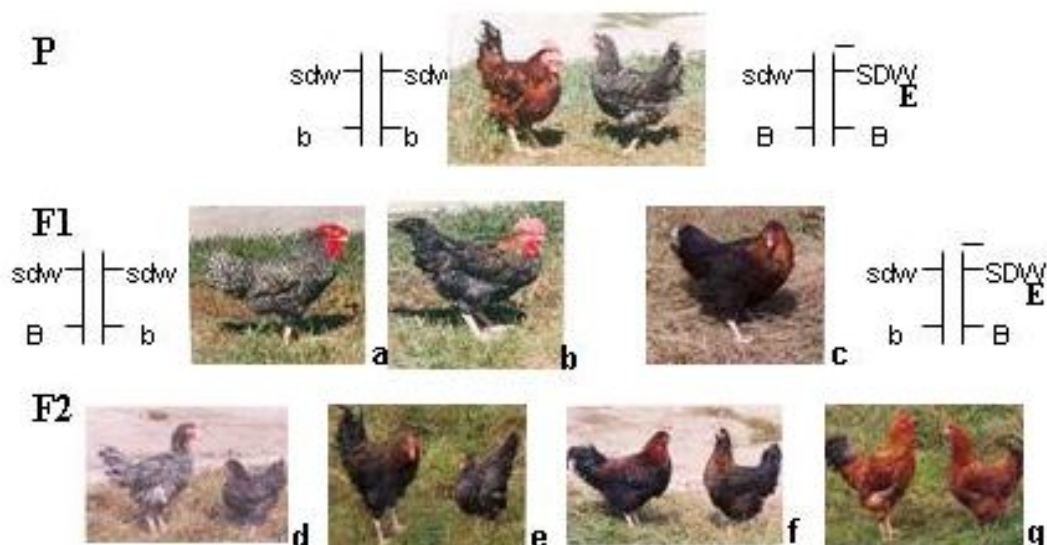 P
sdw sdw sdw SDW
E
b b B B
F1
sdw sdw sdw SDW
E
B b b B
a b c
F2
d e f g